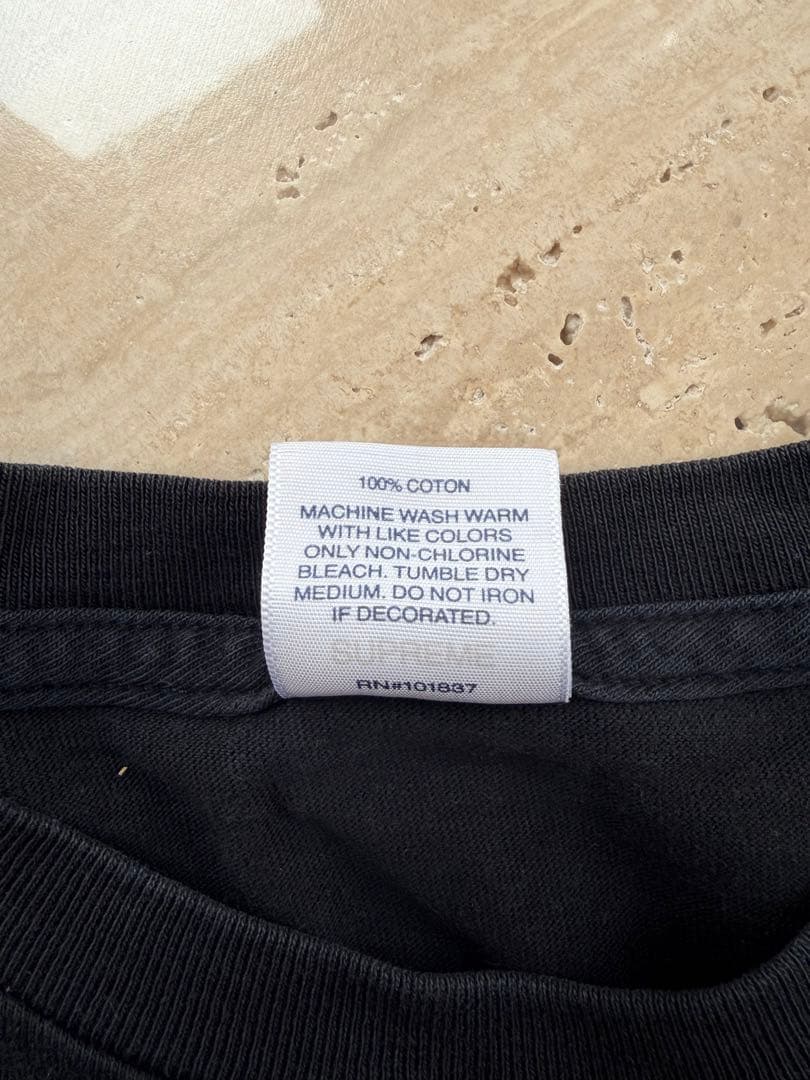 100% COTON
MACHINE WASH WARM
WITH LIKE COLORS
ONLY NON-CHLORINE
BLEACH. TUMBLE DRY
MEDIUM. DO NOT IRON
IF DECORATED.
SUPREME
RN#101837